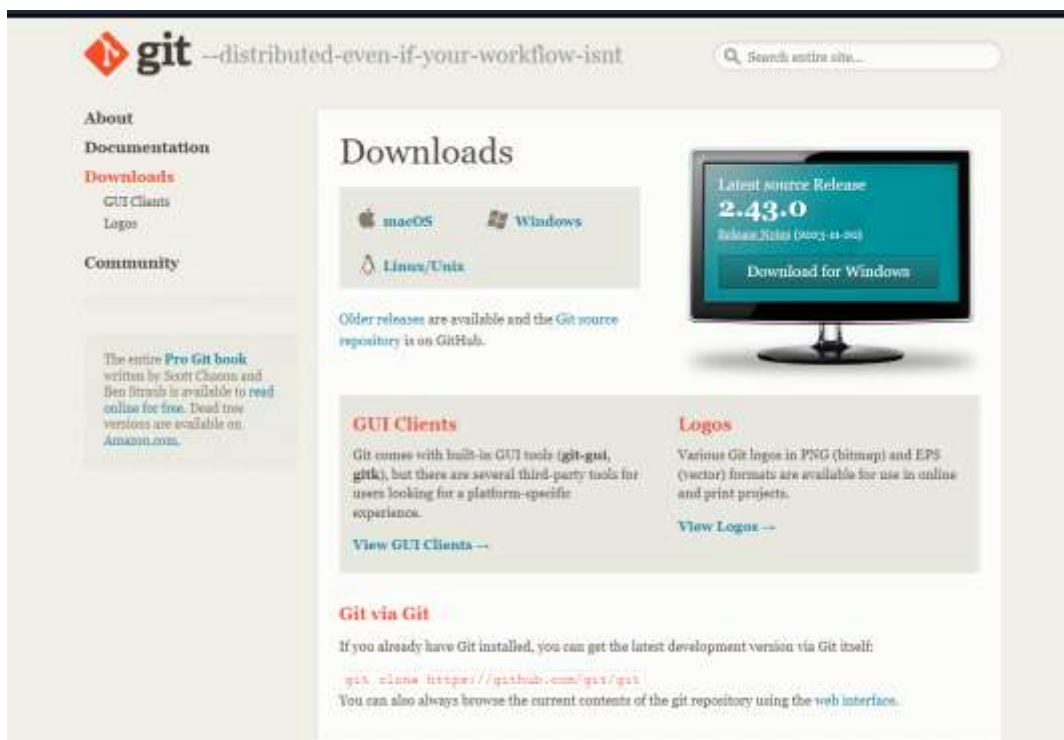 git --distributed-even-if-your-workflow-isnt
Search entire site...
About
Documentation
Downloads
GUI Clients
Logos
Community
The entire Pro Git book
written by Scott Chacon and
Ben Straub is available to read
online for free. Dead tree
versions are available on
Amazon.com.
Downloads
macOS
Windows
Linux/Unix
Older releases are available and the Git source
repository is on GitHub.
Latest source Release
2.43.0
Release Notes (2023-11-20)
Download for Windows
GUI Clients
Git comes with built-in GUI tools (git-gui,
gitk), but there are several third-party tools for
users looking for a platform-specific
experience.
View GUI Clients →
Logos
Various Git logos in PNG (bitmap) and EPS
(vector) formats are available for use in online
and print projects.
View Logos →
Git via Git
If you already have Git installed, you can get the latest development version via Git itself:
git clone https://github.com/git/git
You can also always browse the current contents of the git repository using the web interface.